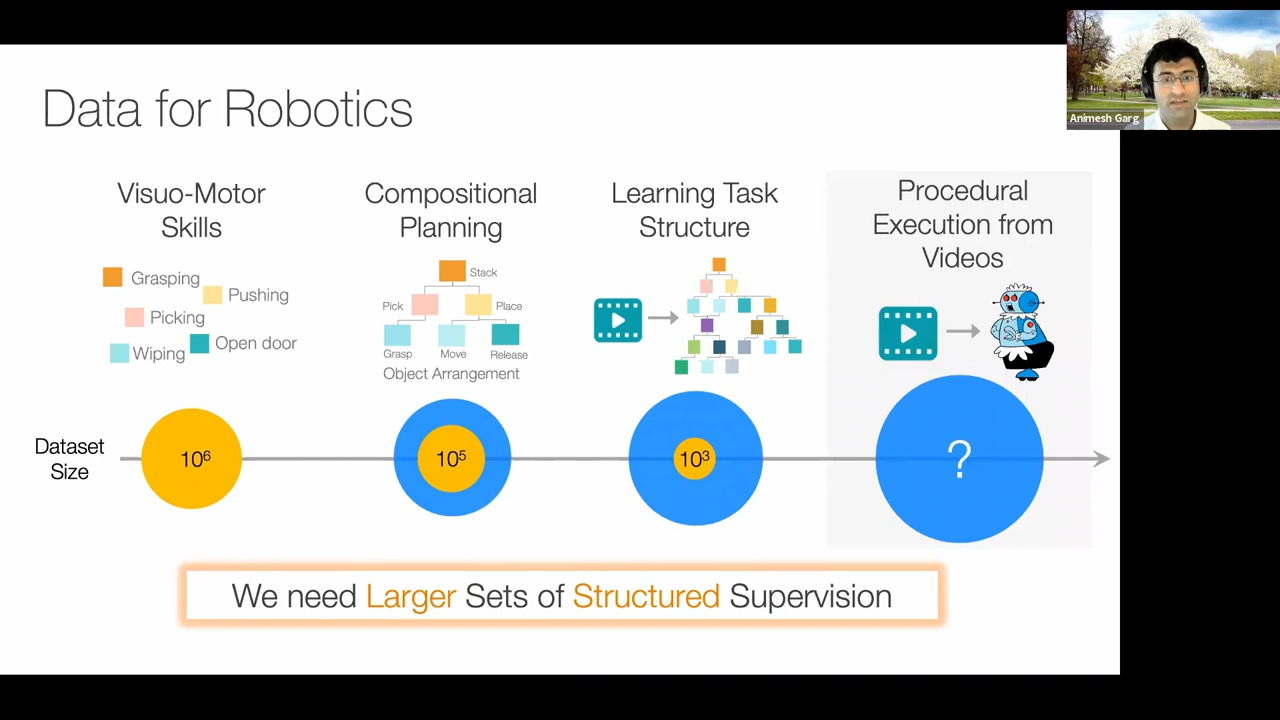 Animesh Garg
Data for Robotics
Visuo-Motor
Skills
Grasping
Pushing
Picking
Wiping
Open door
Compositional
Planning
Stack
Pick
Place
Grasp
Move
Release
Object Arrangement
Learning Task
Structure
Procedural
Execution from
Videos
Dataset
Size
10⁶
10⁵
10³
?
We need Larger Sets of Structured Supervision